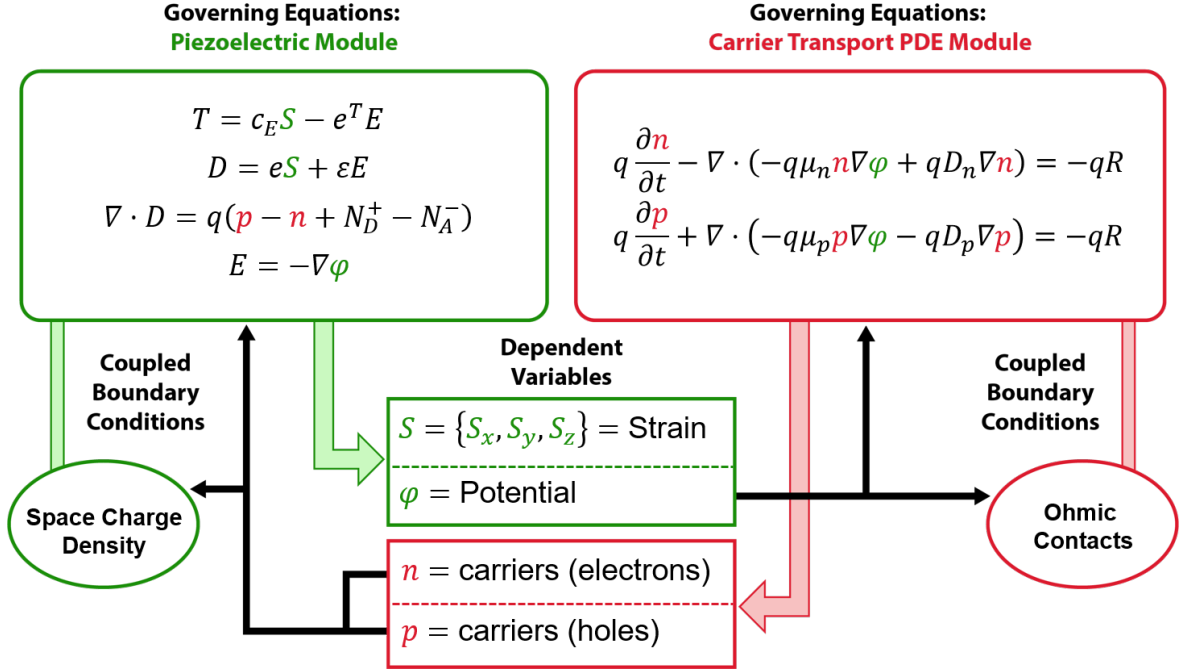 Governing Equations:
Piezoelectric Module
T = c_E S − e^T E
D = eS + εE
∇ · D = q(p − n + N_D^+ − N_A^−)
E = −∇φ
Governing Equations:
Carrier Transport PDE Module
q ∂n/∂t − ∇ · (−qμ_n n∇φ + qD_n ∇n) = −qR
q ∂p/∂t + ∇ · (−qμ_p p∇φ − qD_p ∇p) = −qR
Coupled
Boundary
Conditions
Dependent
Variables
Coupled
Boundary
Conditions
S = {S_x, S_y, S_z} = Strain
φ = Potential
Space Charge
Density
Ohmic
Contacts
n = carriers (electrons)
p = carriers (holes)